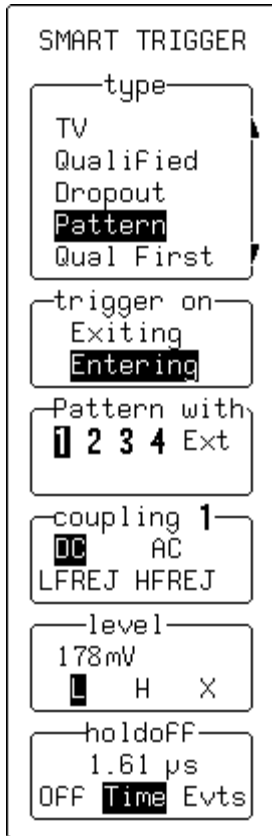 SMART TRIGGER
type
TV
Qualified
Dropout
Pattern
Qual First
trigger on
Exiting
Entering
Pattern with
1 2 3 4 Ext
coupling 1
DC AC
LFREJ HFREJ
level
178mV
L H X
holdoff
1.61 µs
OFF Time Evts